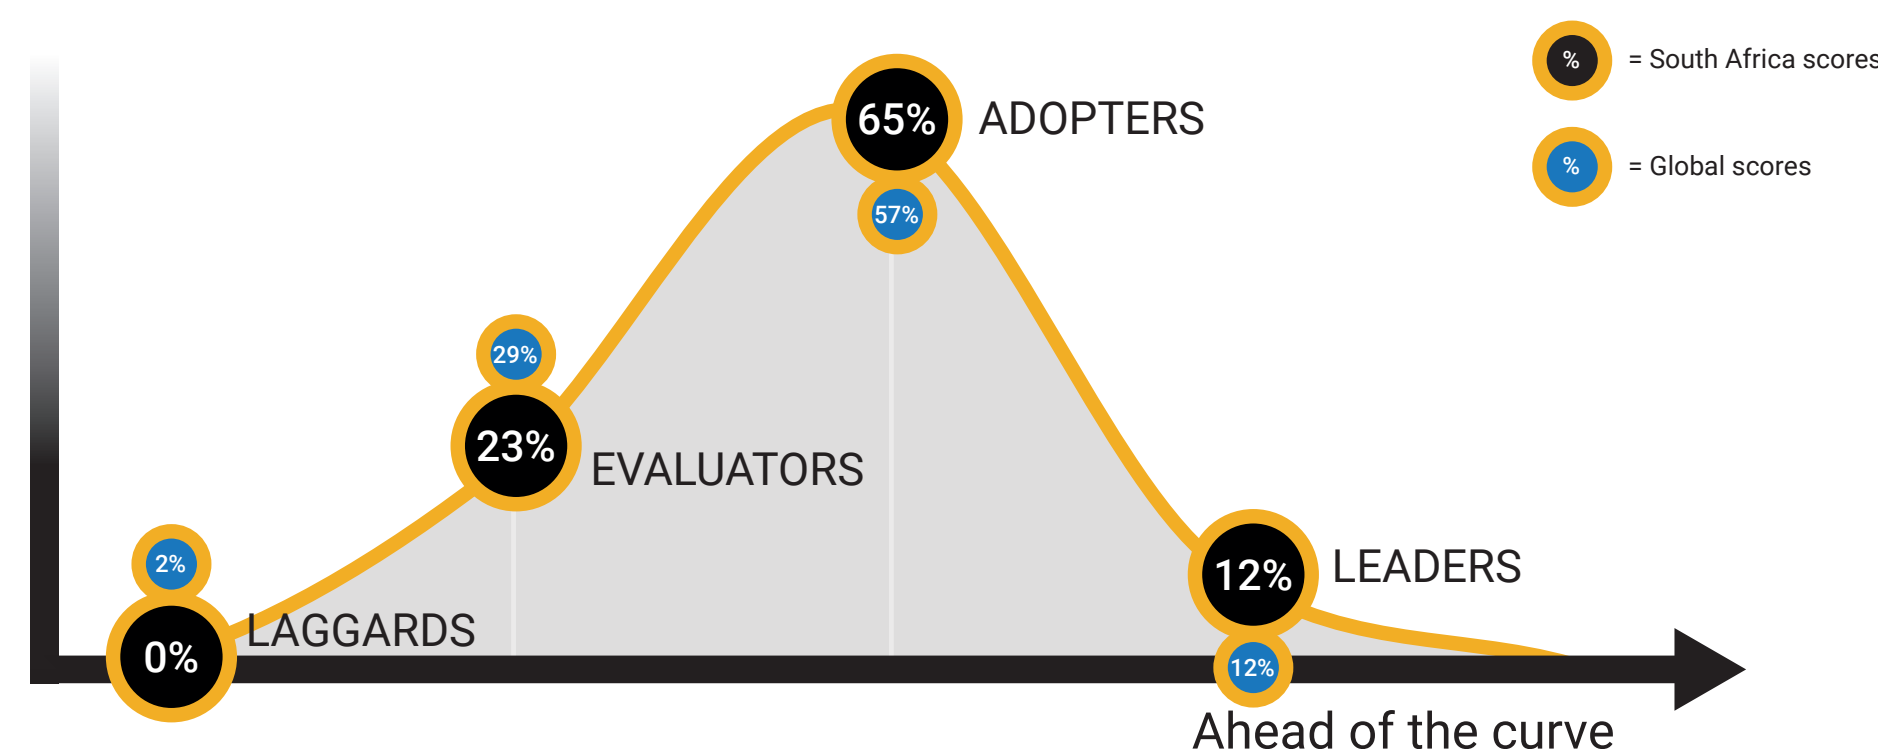 % = South Africa scores
% = Global scores
65% ADOPTERS
57%
29%
23% EVALUATORS
2%
0% LAGGARDS
12% LEADERS
12%
Ahead of the curve